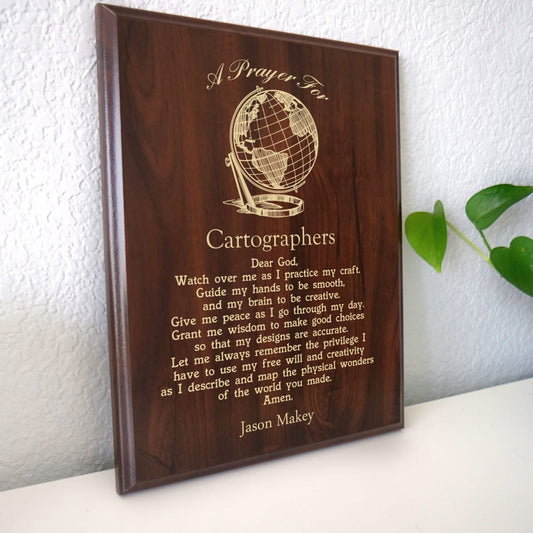 A Prayer For
Cartographers
Dear God,
Watch over me as I practice my craft.
Guide my hands to be smooth,
and my brain to be creative.
Give me peace as I go through my day.
Grant me wisdom to make good choices
so that my designs are accurate.
Let me always remember the privilege I
have to use my free will and creativity
as I describe and map the physical wonders
of the world you made.
Amen.
Jason Makey